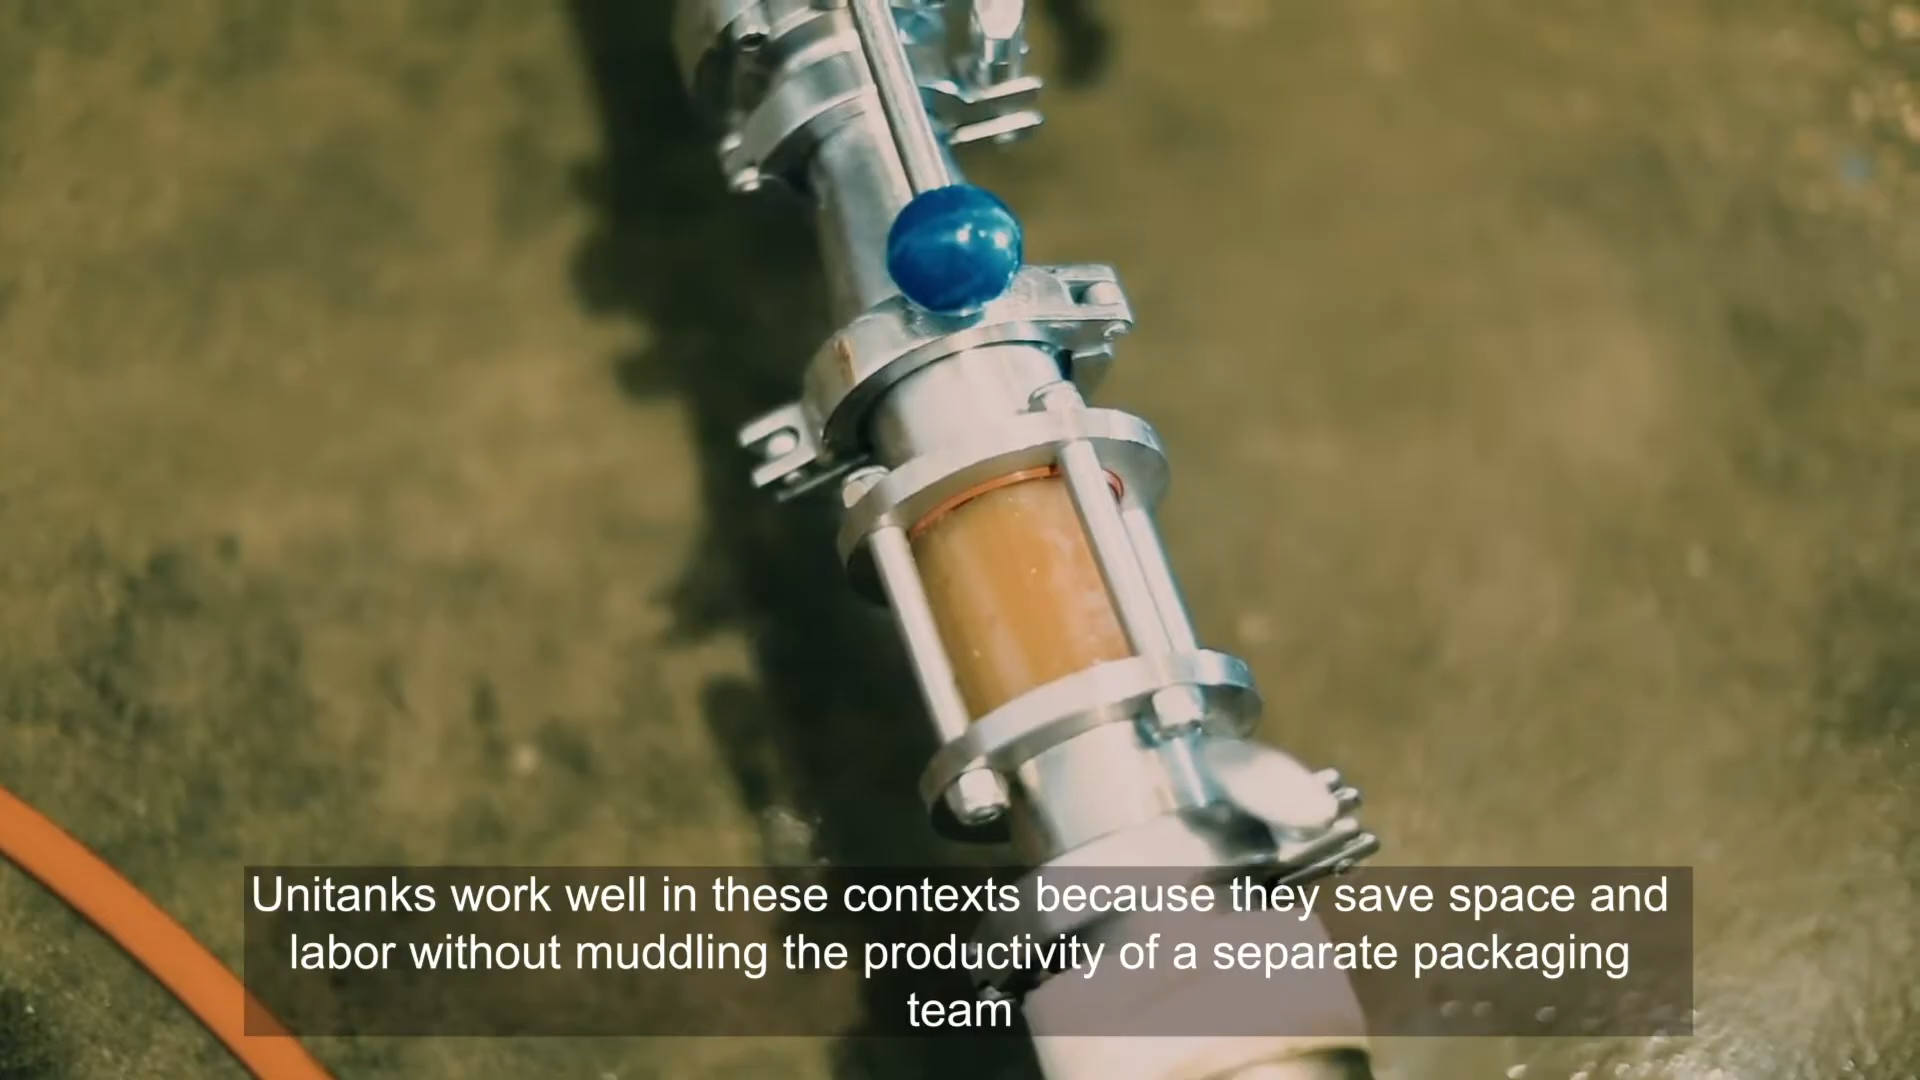 Unitanks work well in these contexts because they save space and
labor without muddling the productivity of a separate packaging
team